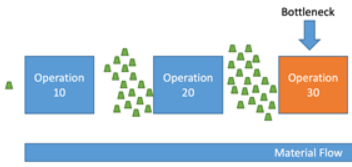 Bottleneck
Operation
10
Operation
20
Operation
30
Material Flow